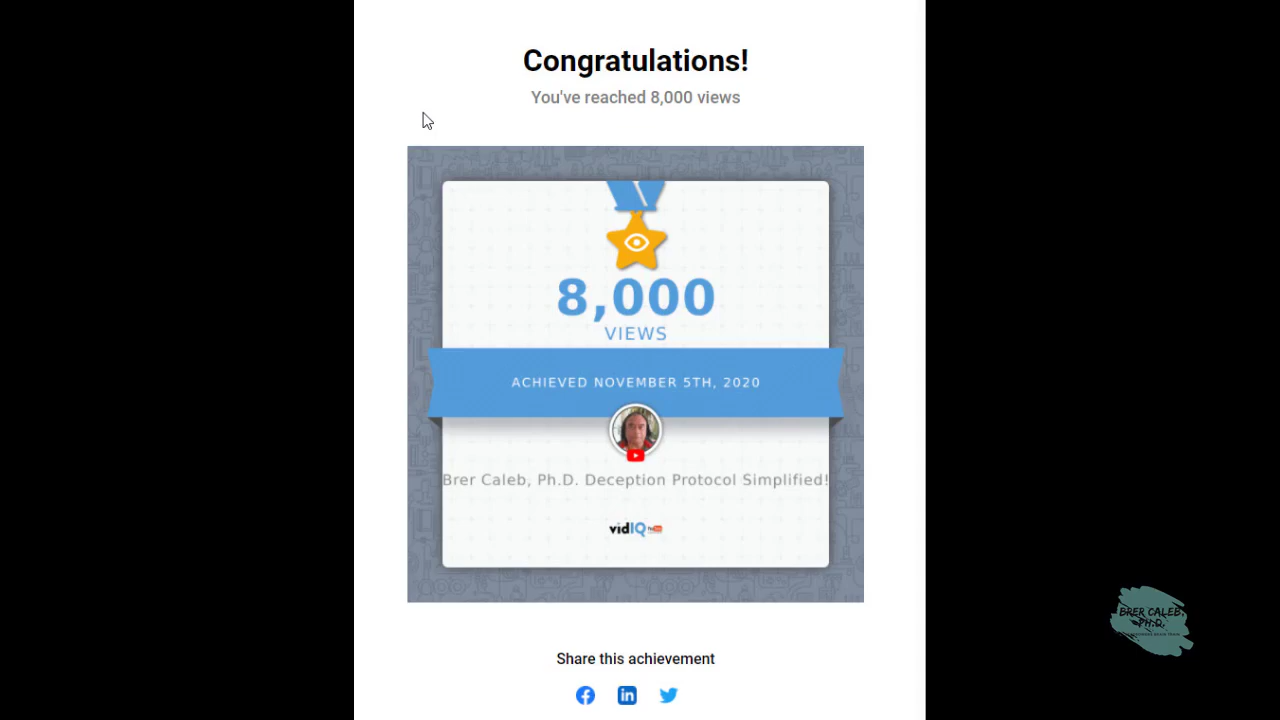 Congratulations!
You've reached 8,000 views
8,000
VIEWS
ACHIEVED NOVEMBER 5TH, 2020
Brer Caleb, Ph.D. Deception Protocol Simplified!
vidIQ
BRER CALEB,
PH.D.
Share this achievement